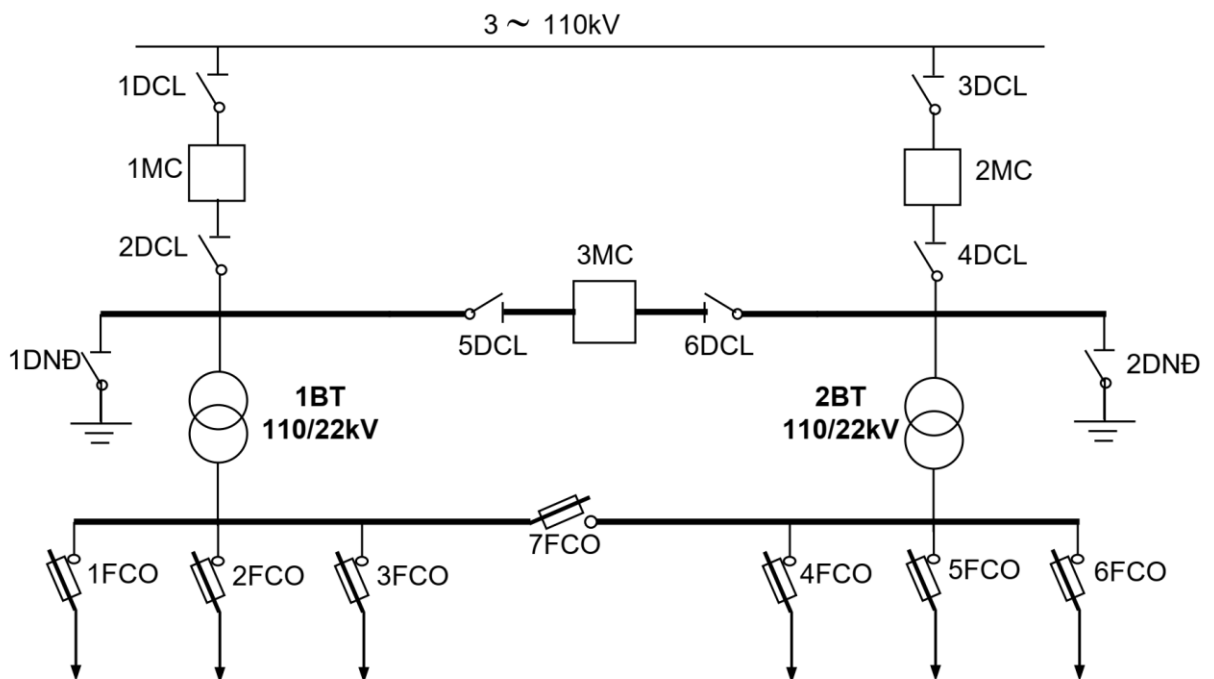 3 ~ 110kV
1DCL
3DCL
1MC
2MC
2DCL
3MC
4DCL
5DCL
6DCL
1DNĐ
2DNĐ
1BT
110/22kV
2BT
110/22kV
7FCO
1FCO
2FCO
3FCO
4FCO
5FCO
6FCO